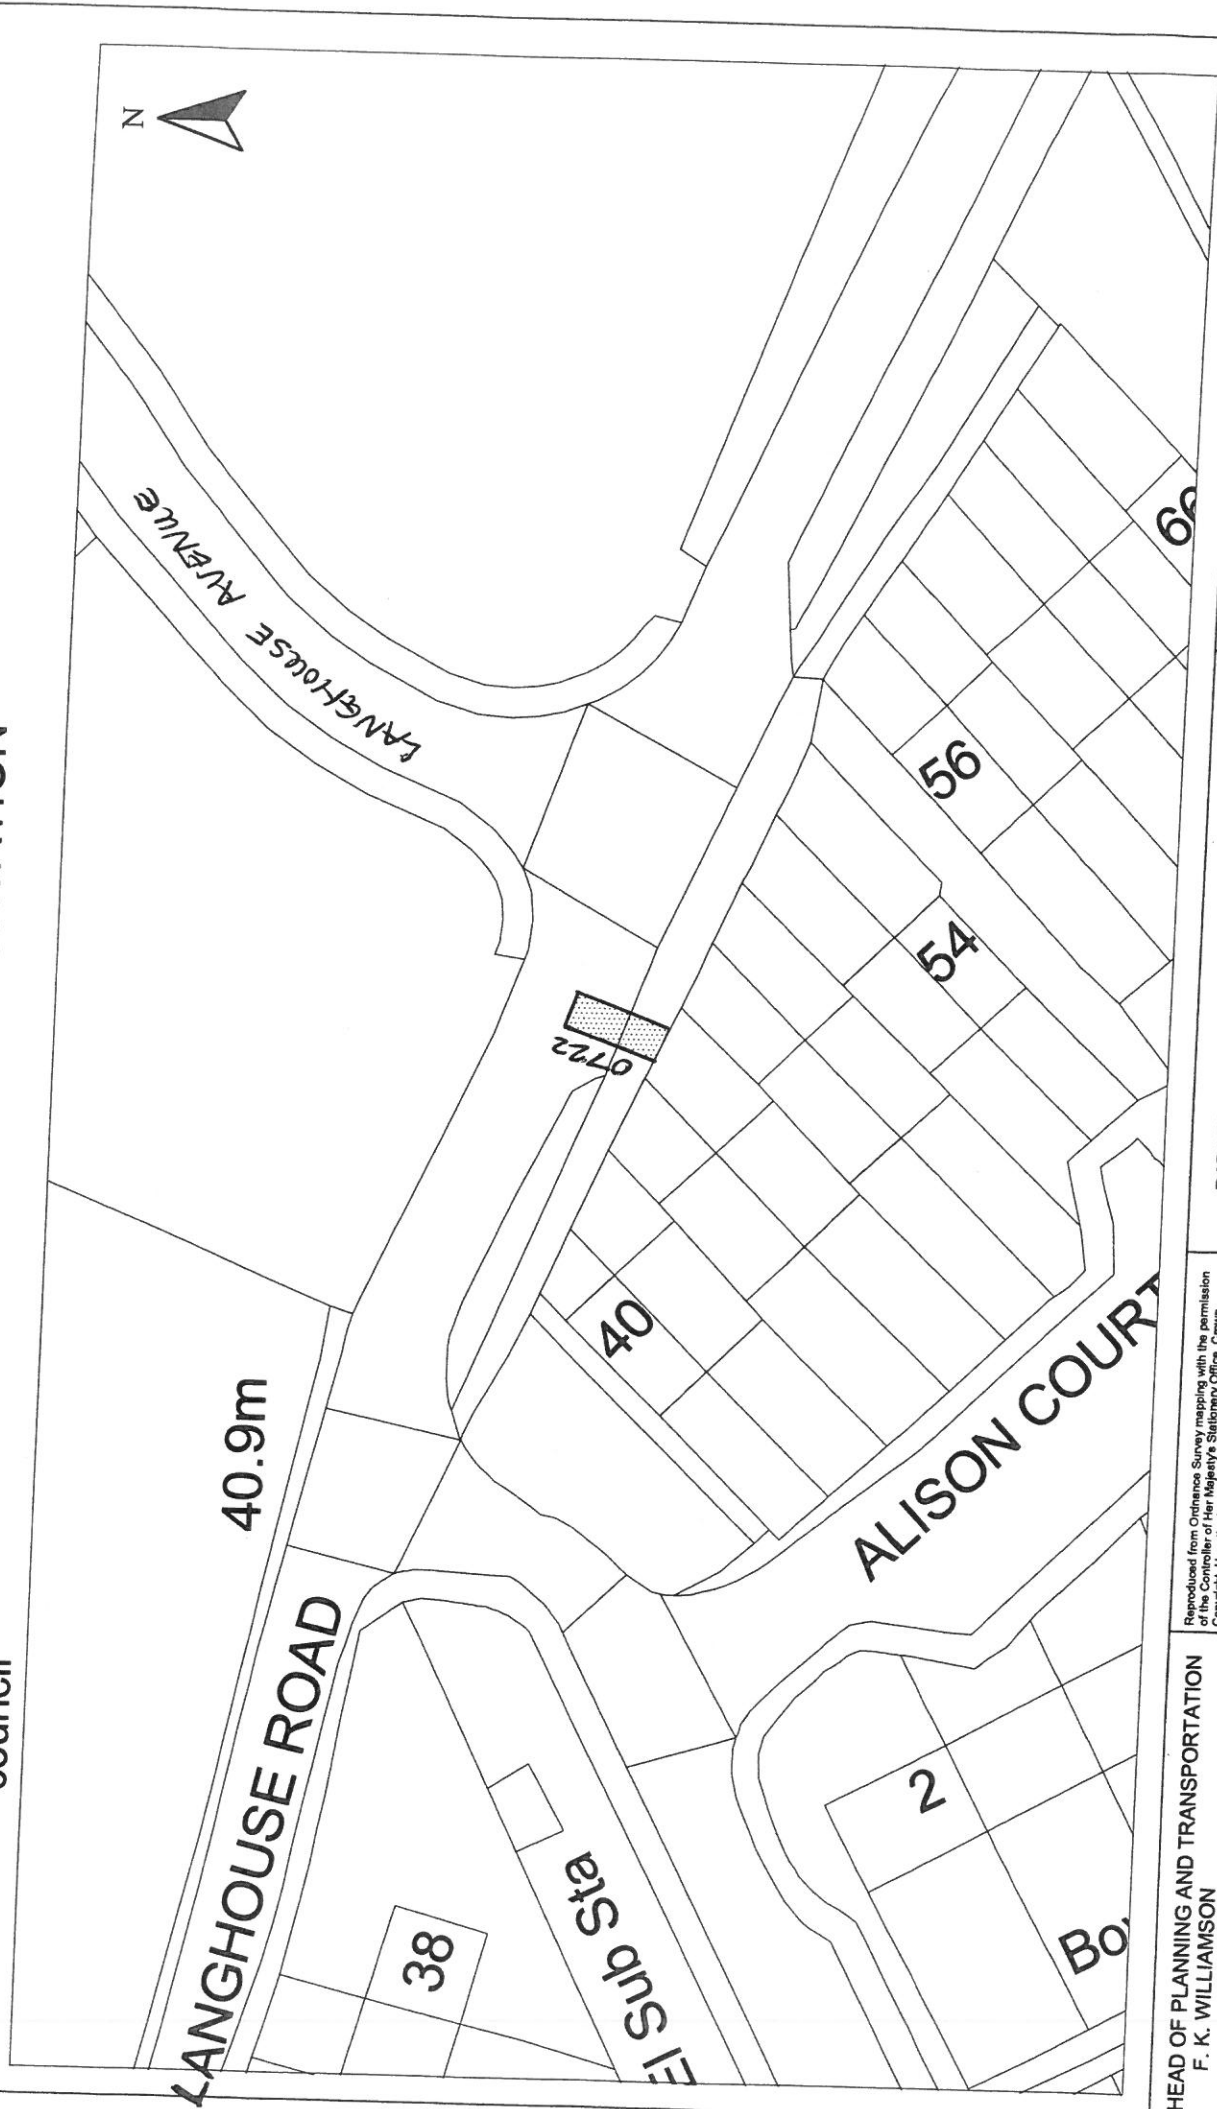 N
LANGHOUSE AVENUE
0722
66
56
54
40
40.9m
ALISON COURT
LANGHOUSE ROAD
38
El Sub Sta
2
HEAD OF PLANNING AND TRANSPORTATION
F. K. WILLIAMSON
Reproduced from Ordnance Survey mapping with the permission
of the Controller of Her Majesty's Stationery Office, Crown